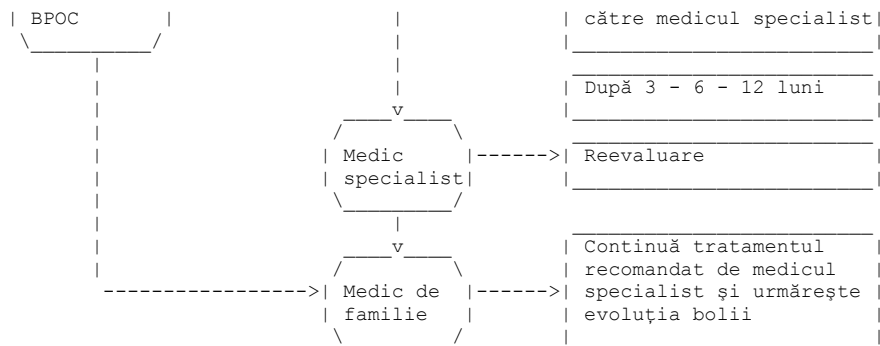 BPOC
către medicul specialist
După 3 - 6 - 12 luni
Medic
specialist
Reevaluare
Medic de
familie
Continuă tratamentul
recomandat de medicul
specialist şi urmăreşte
evoluţia bolii